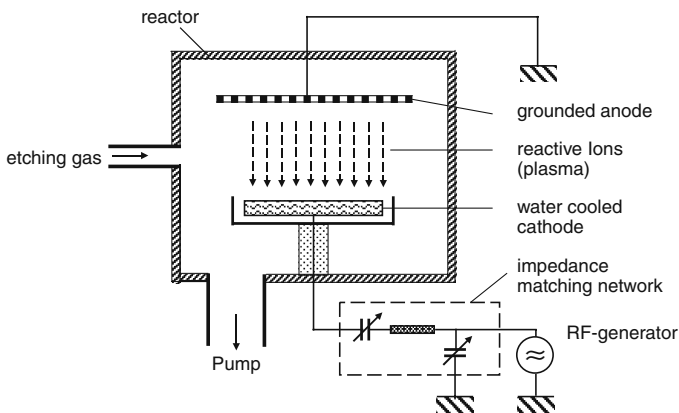 reactor
grounded anode
etching gas
reactive Ions
(plasma)
water cooled
cathode
impedance
matching network
RF-generator
Pump